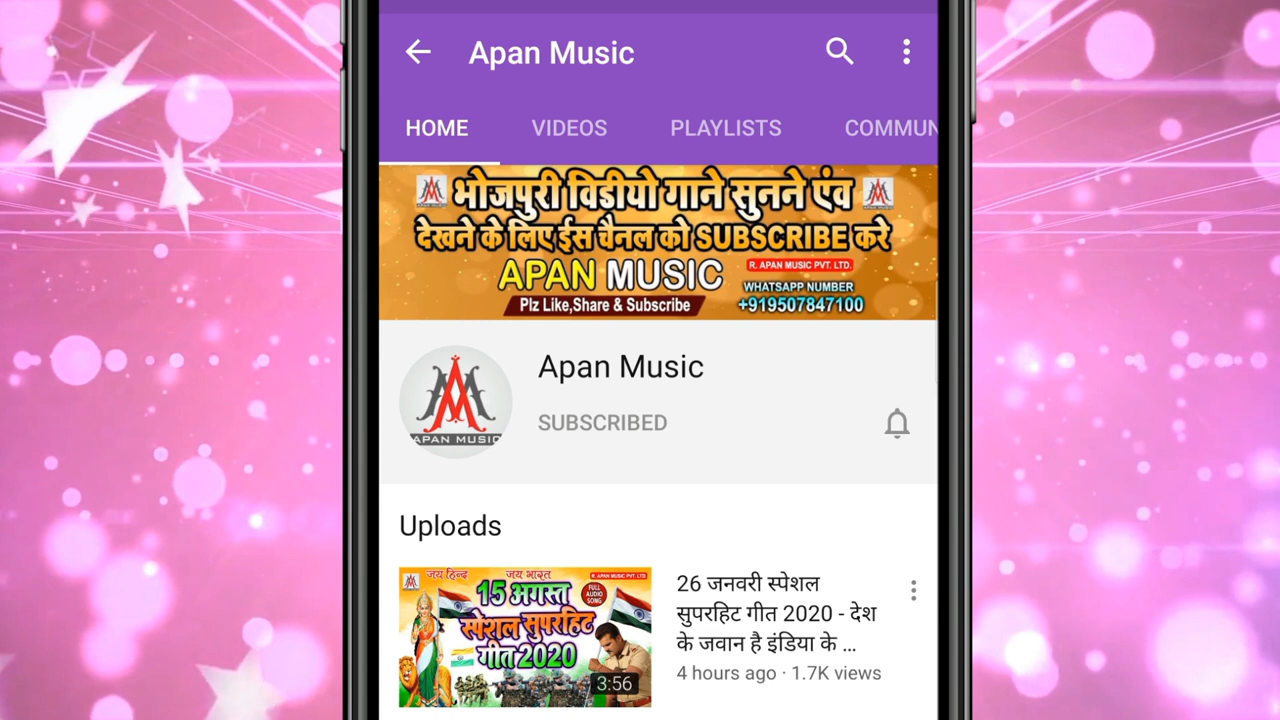 Apan Music
HOME VIDEOS PLAYLISTS COMMUN
भोजपुरी विडीयो गाने सुनने एंव
देखने के लिए ईस चैनल को SUBSCRIBE करे
APAN MUSIC
R. APAN MUSIC PVT. LTD.
WHATSAPP NUMBER
Plz Like,Share & Subscribe
+919507847100
Apan Music
SUBSCRIBED
APAN MUSIC
Uploads
जय हिन्द जय भारत
R. APAN MUSIC PVT. LTD
15 अगस्त
FULL
AUDIO
SONG
स्पेशल सुपरहिट
गीत 2020
3:56
26 जनवरी स्पेशल
सुपरहिट गीत 2020 - देश
के जवान है इंडिया के ...
4 hours ago · 1.7K views